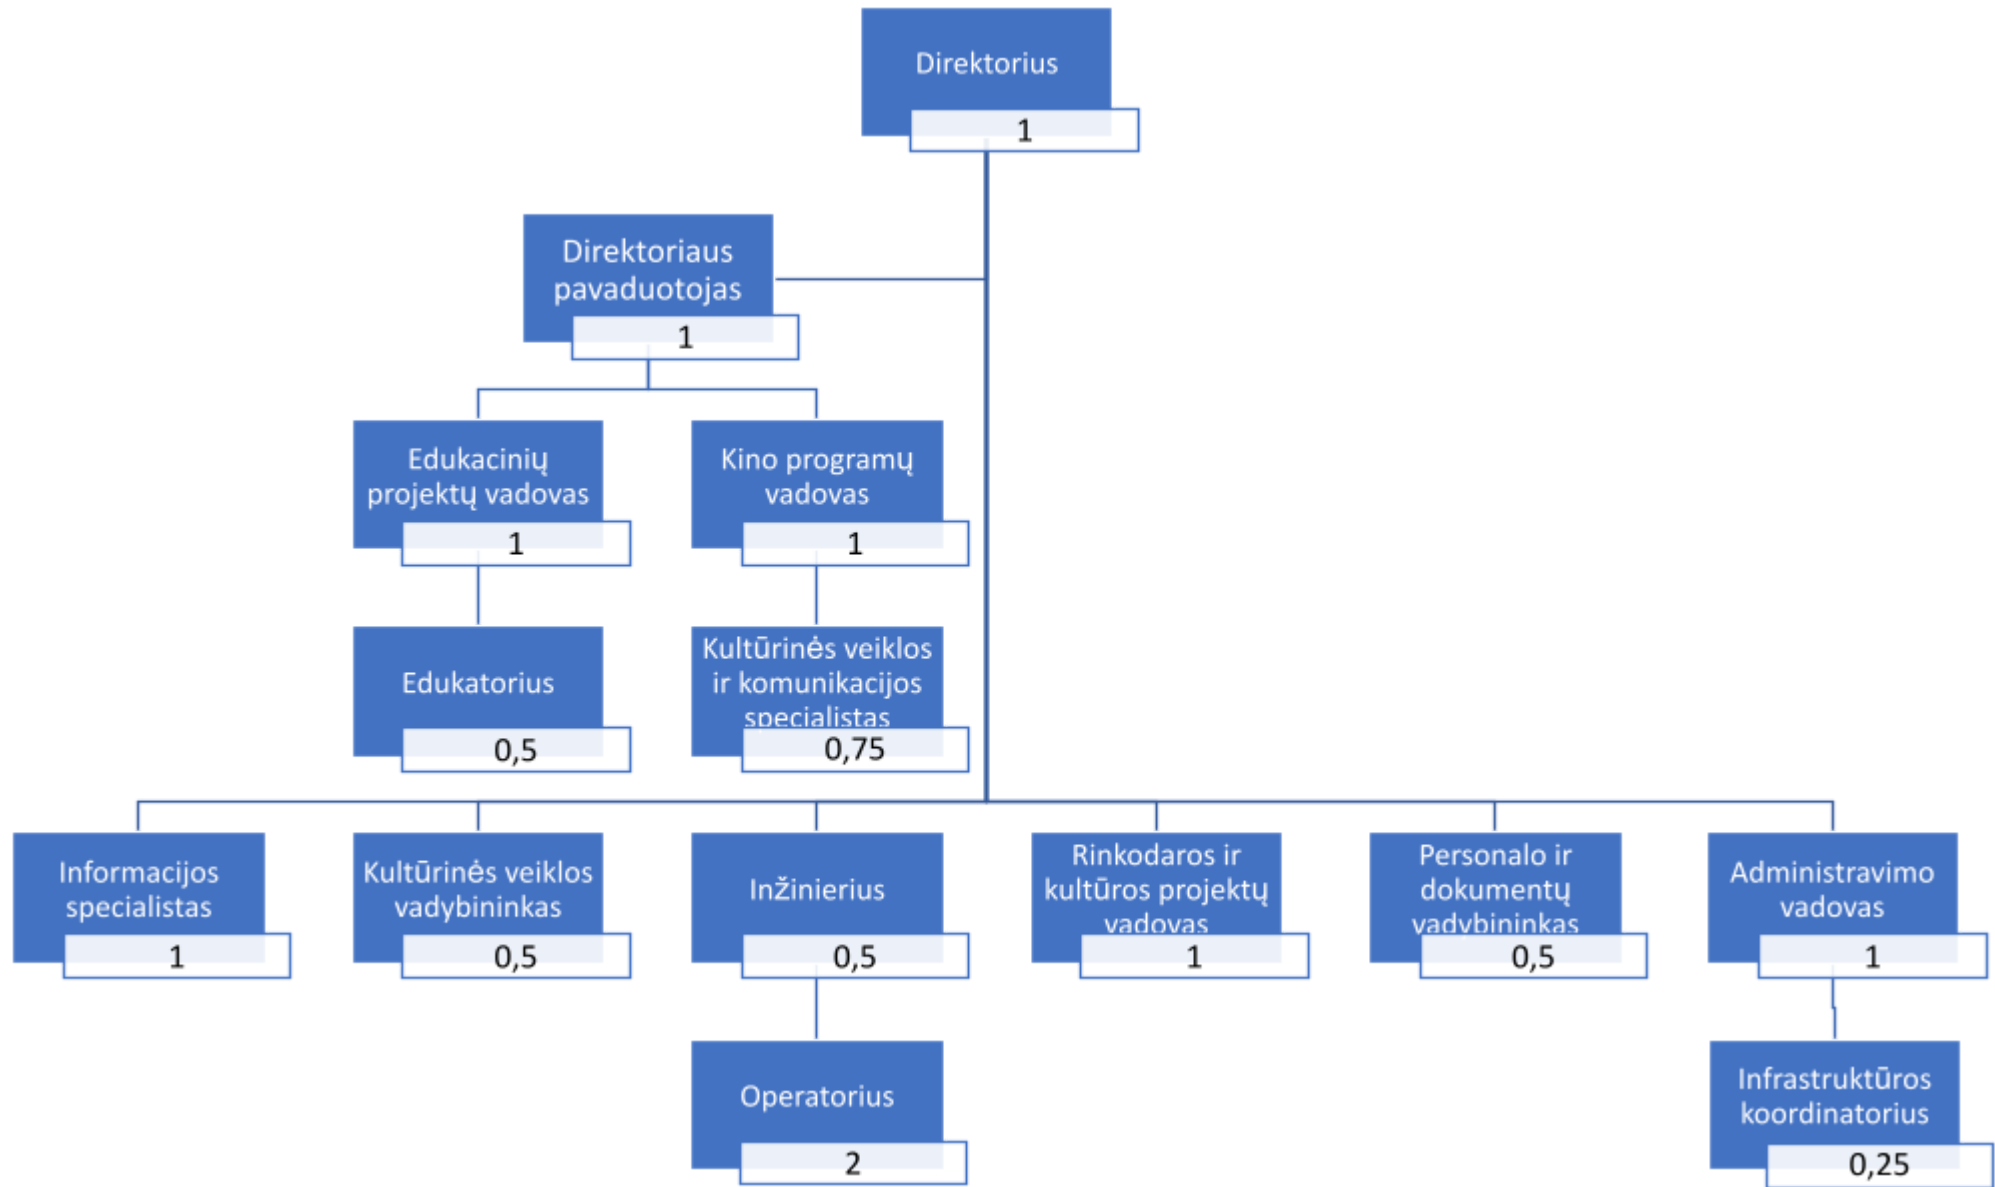 Direktorius
1
Direktoriaus
pavaduotojas
1
Edukacinių
projektų vadovas
1
Kino programų
vadovas
1
Edukatorius
0,5
Kultūrinės veiklos
ir komunikacijos
specialistas
0,75
Informacijos
specialistas
1
Kultūrinės veiklos
vadybininkas
0,5
Inžinierius
0,5
Rinkodaros ir
kultūros projektų
vadovas
1
Personalo ir
dokumentų
vadybininkas
0,5
Administravimo
vadovas
1
Operatorius
2
Infrastruktūros
koordinatorius
0,25